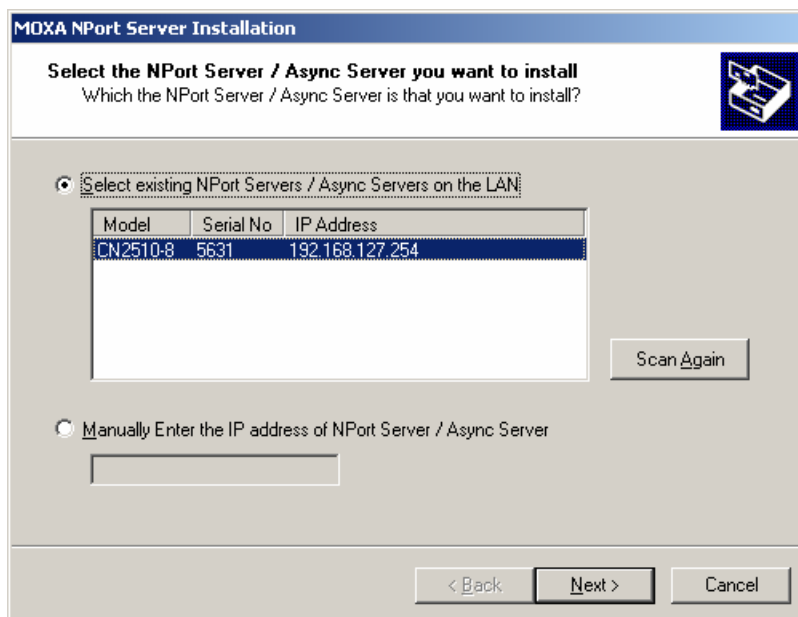 MOXA NPort Server Installation
Select the NPort Server / Async Server you want to install
Which the NPort Server / Async Server is that you want to install?
Select existing NPort Servers / Async Servers on the LAN
Model Serial No IP Address
CN2510-8 5631 192.168.127.254
Scan Again
Manually Enter the IP address of NPort Server / Async Server
< Back Next > Cancel